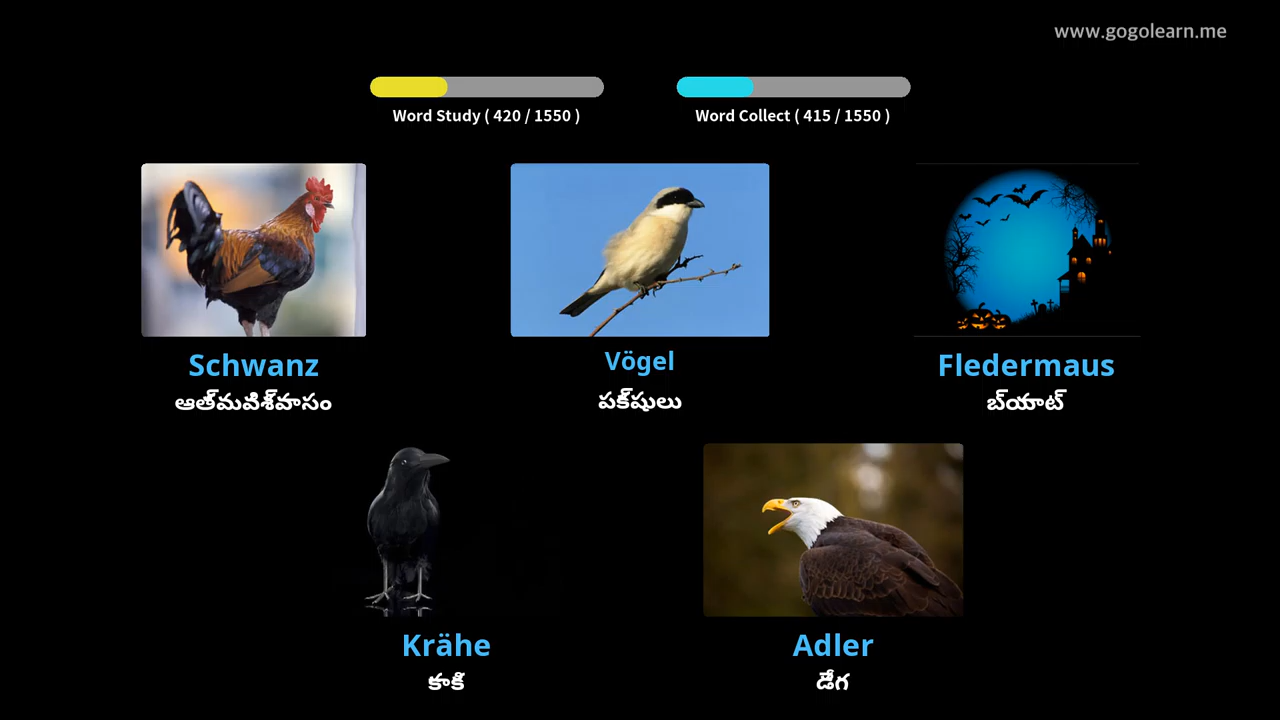 www.gogolearn.me
Word Study ( 420 / 1550 )
Word Collect ( 415 / 1550 )
Schwanz
ఆత్మవిశ్వాసం
Vögel
పక్షులు
Fledermaus
బ్యాట్
Krähe
కాకి
Adler
డేగ